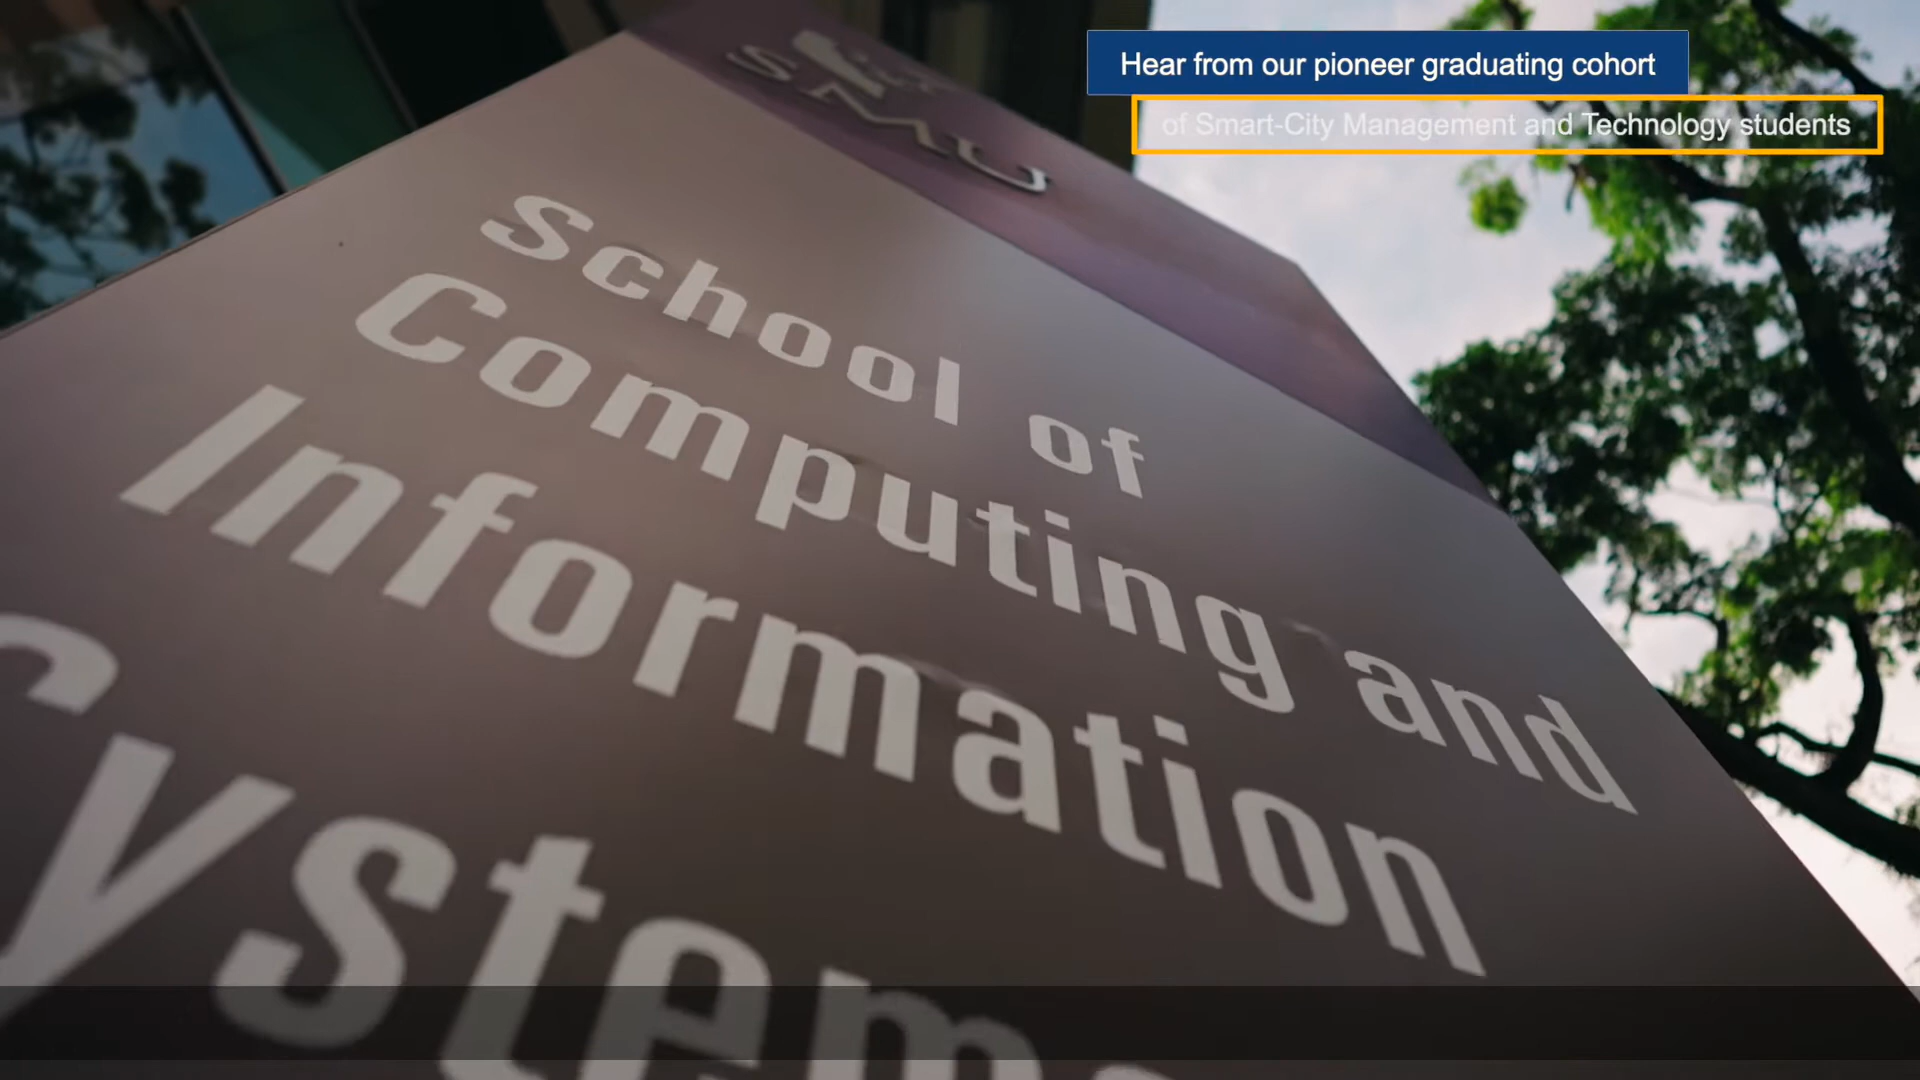 Hear from our pioneer graduating cohort
of Smart-City Management and Technology students
SMU
School of
Computing and
Information
Systems